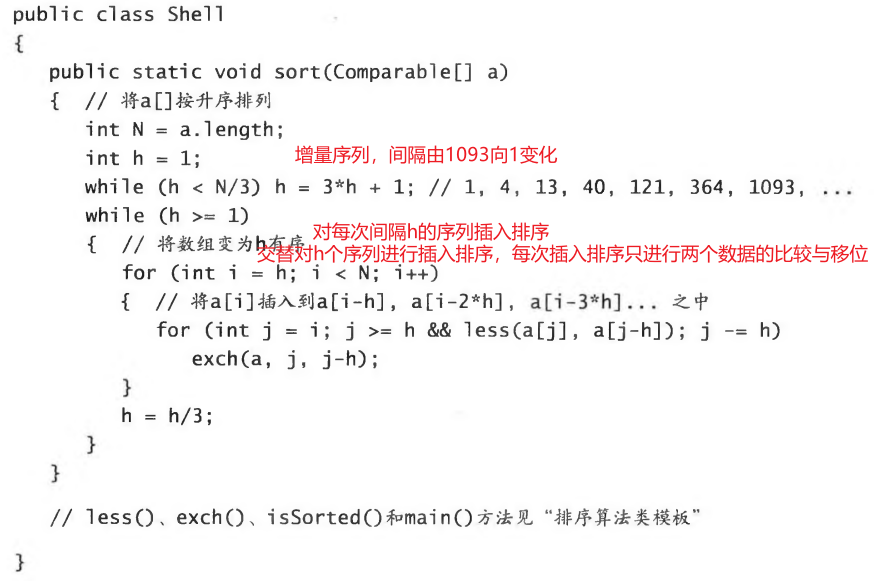 public class Shell
{
public static void sort(Comparable[] a)
{ // 将a[]按升序排列
int N = a.length;
int h = 1;
增量序列，间隔由1093向1变化
while (h < N/3) h = 3*h + 1; // 1, 4, 13, 40, 121, 364, 1093, ...
while (h >= 1)
对每次间隔h的序列插入排序
{ // 将数组变为h有序
交替对h个序列进行插入排序，每次插入排序只进行两个数据的比较与移位
for (int i = h; i < N; i++)
{ // 将a[i]插入到a[i-h], a[i-2*h], a[i-3*h]... 之中
for (int j = i; j >= h && less(a[j], a[j-h]); j -= h)
exch(a, j, j-h);
}
h = h/3;
}
}
// less()、exch()、isSorted()和main()方法见“排序算法类模板”
}